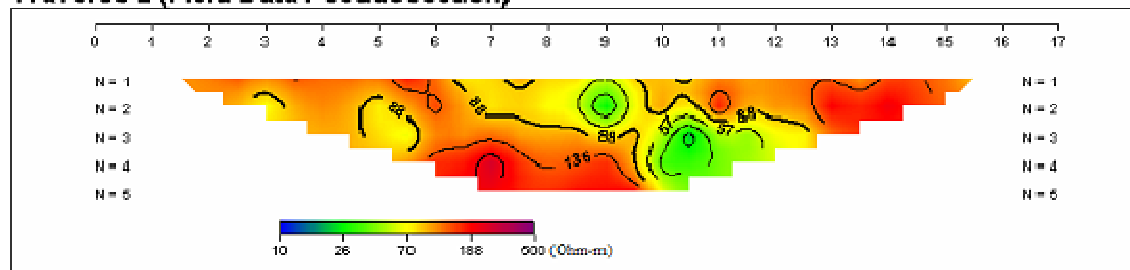 0 1 2 3 4 5 6 7 8 9 10 11 12 13 14 15 16 17
N = 1 N = 1
N = 2 N = 2
N = 3 N = 3
N = 4 N = 4
N = 5 N = 5
88 88 88 57 57 88
136
10 26 70 188 500 (Ohm-m)